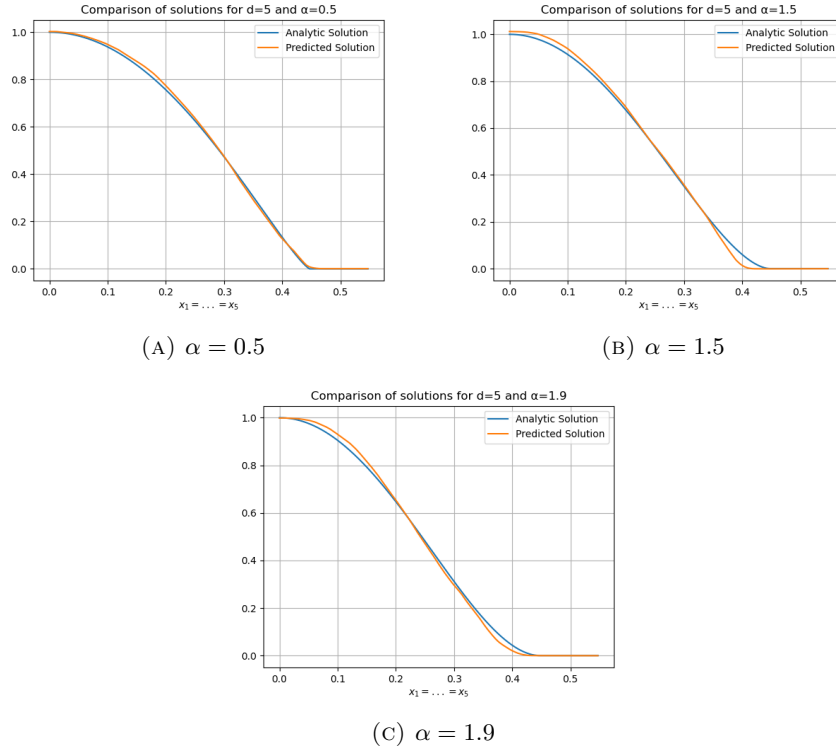 Comparison of solutions for d=5 and α=0.5
Analytic Solution
Predicted Solution
1.0
0.8
0.6
0.4
0.2
0.0
0.0 0.1 0.2 0.3 0.4 0.5
x₁ = ... = x₅
(A) α = 0.5
Comparison of solutions for d=5 and α=1.5
Analytic Solution
Predicted Solution
1.0
0.8
0.6
0.4
0.2
0.0
0.0 0.1 0.2 0.3 0.4 0.5
x₁ = ... = x₅
(B) α = 1.5
Comparison of solutions for d=5 and α=1.9
Analytic Solution
Predicted Solution
1.0
0.8
0.6
0.4
0.2
0.0
0.0 0.1 0.2 0.3 0.4 0.5
x₁ = ... = x₅
(C) α = 1.9